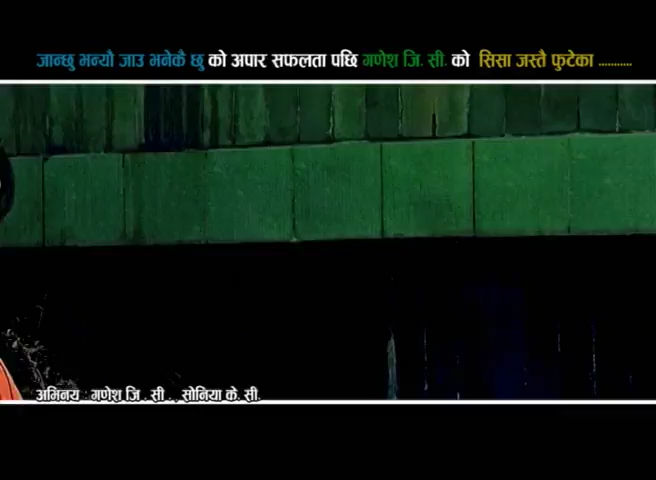 जान्छु भन्यौ जाउ भनेकै छु को अपार सफलता पछि गणेश जि. सी. को सिसा जस्तै फुटेका ...........
अभिनय : गणेश जि . सी . , सोनिया के. सी.